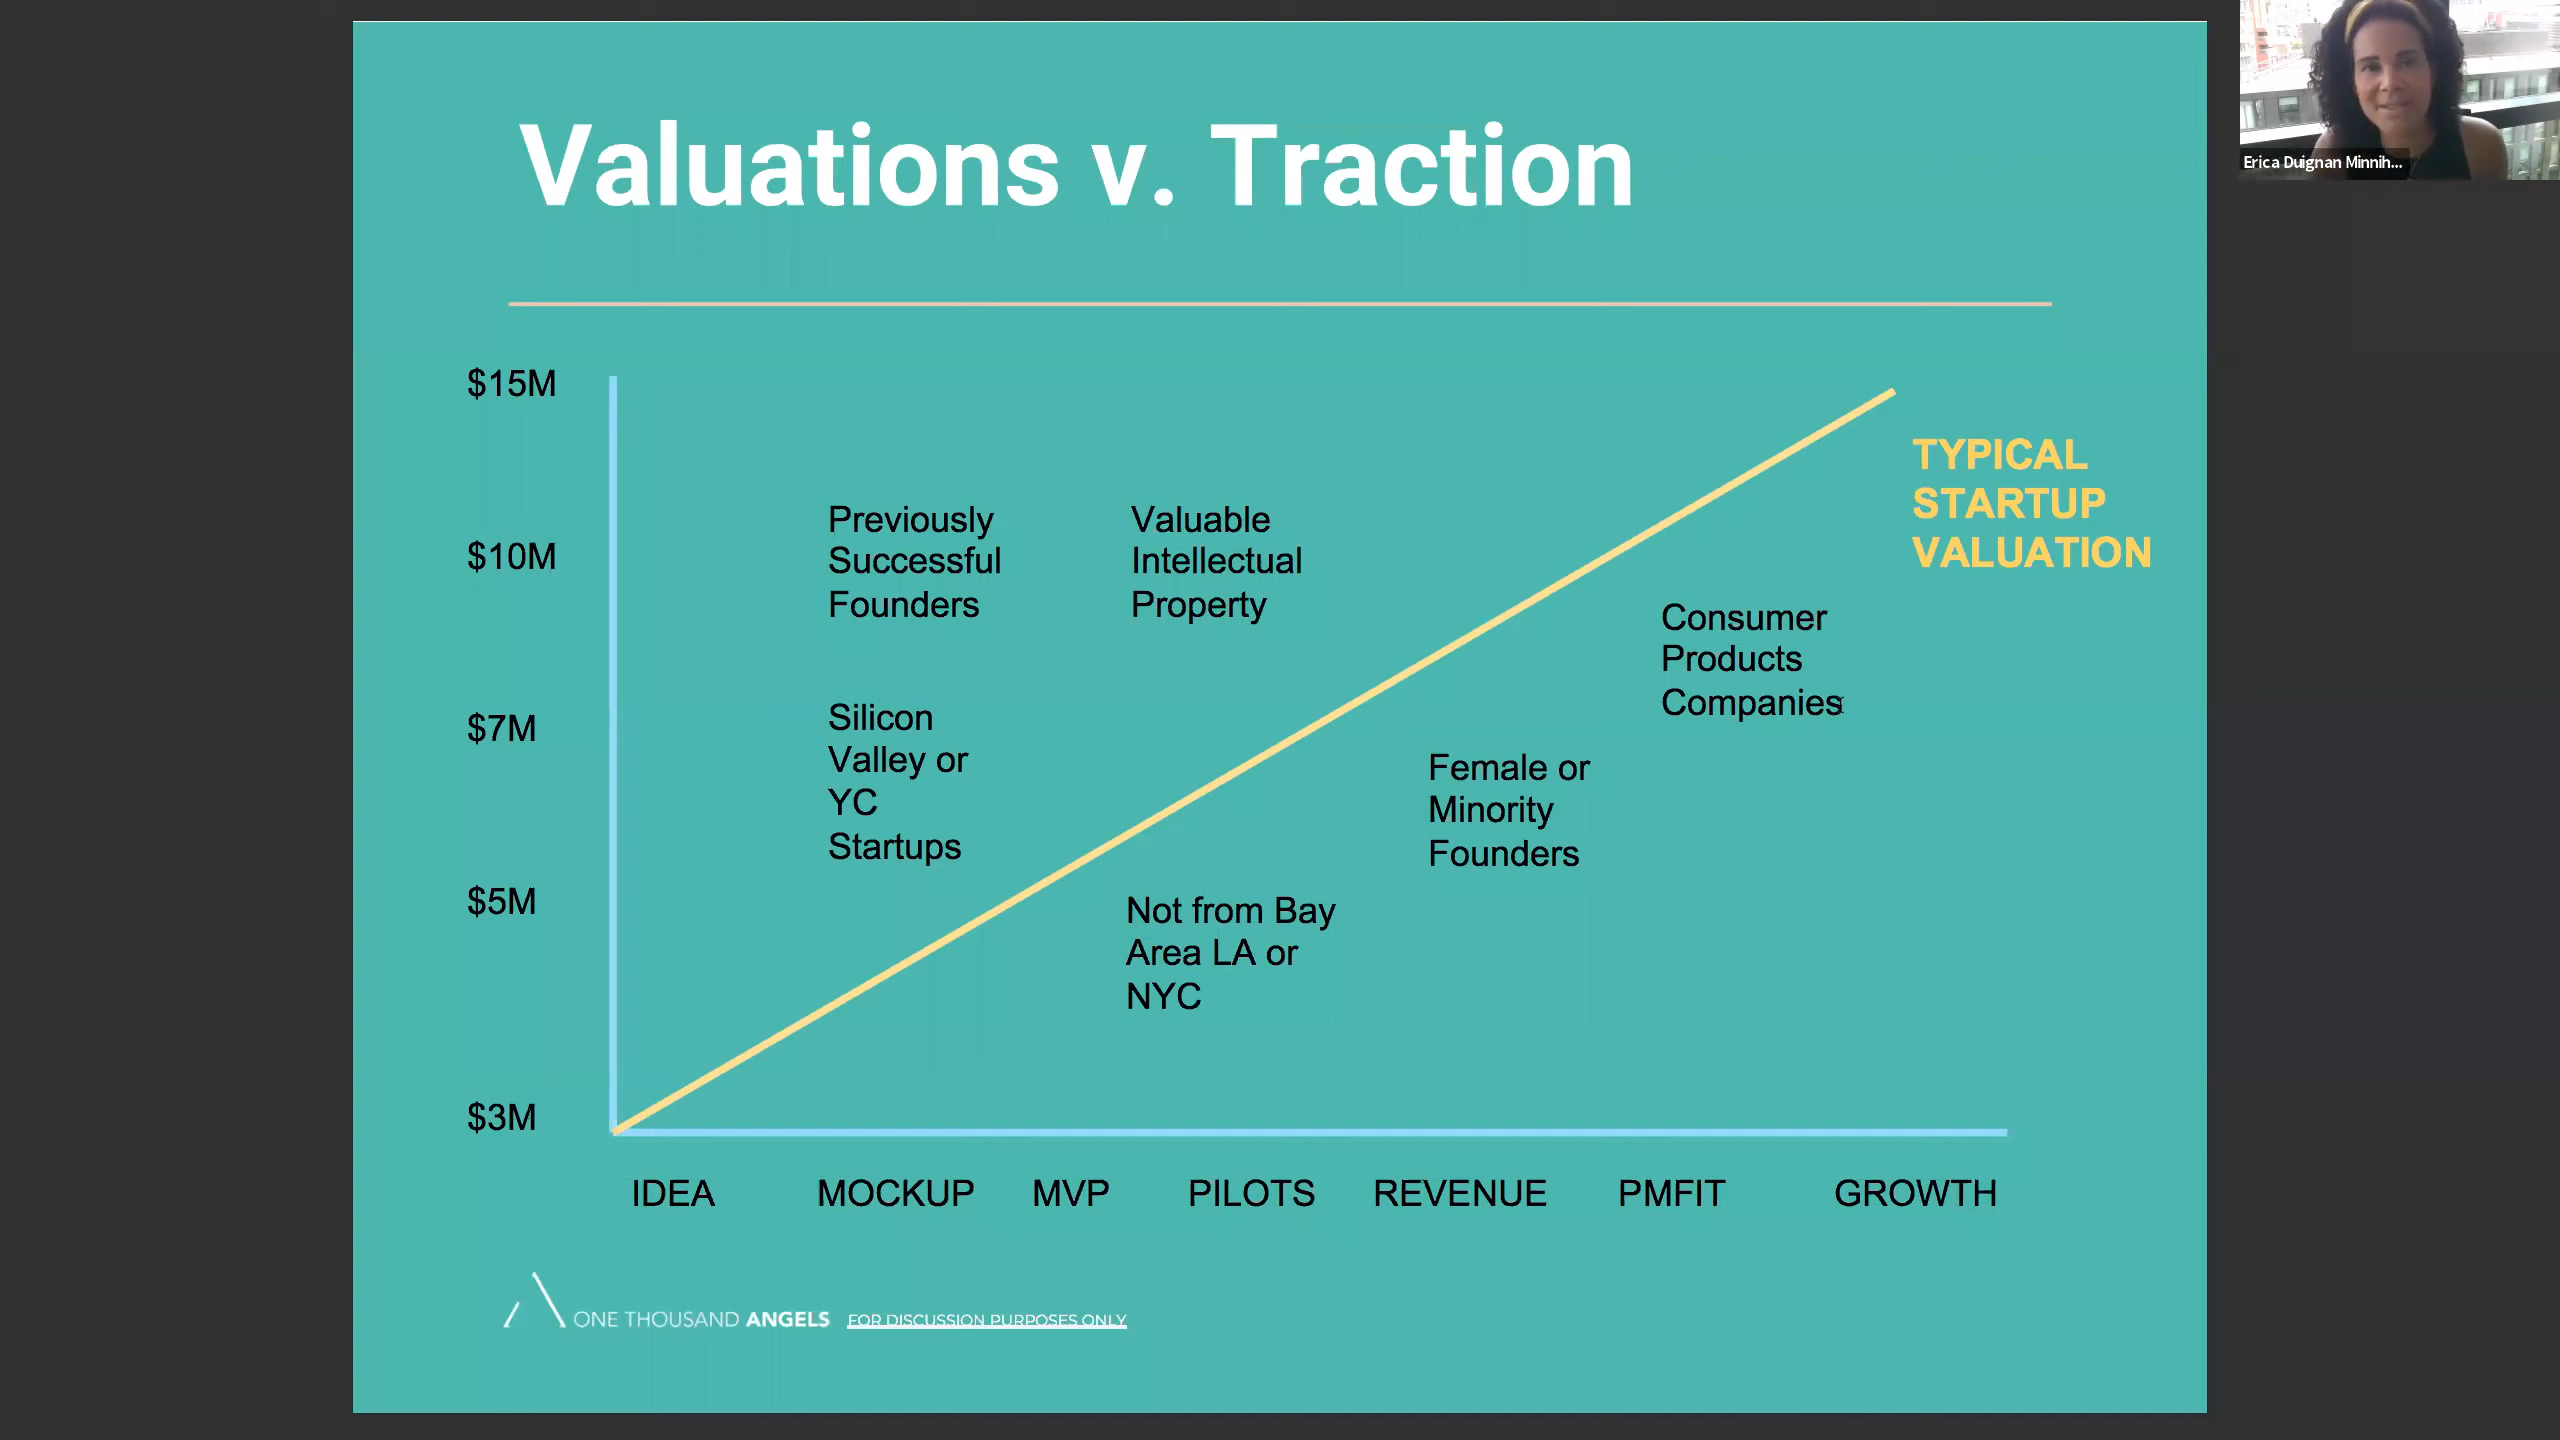 Valuations v. Traction
Erica Duignan Minnih...
$15M
$10M
$7M
$5M
$3M
Previously
Successful
Founders
Valuable
Intellectual
Property
TYPICAL
STARTUP
VALUATION
Consumer
Products
Companies
Silicon
Valley or
YC
Startups
Female or
Minority
Founders
Not from Bay
Area LA or
NYC
IDEA MOCKUP MVP PILOTS REVENUE PMFIT GROWTH
ONE THOUSAND ANGELS FOR DISCUSSION PURPOSES ONLY